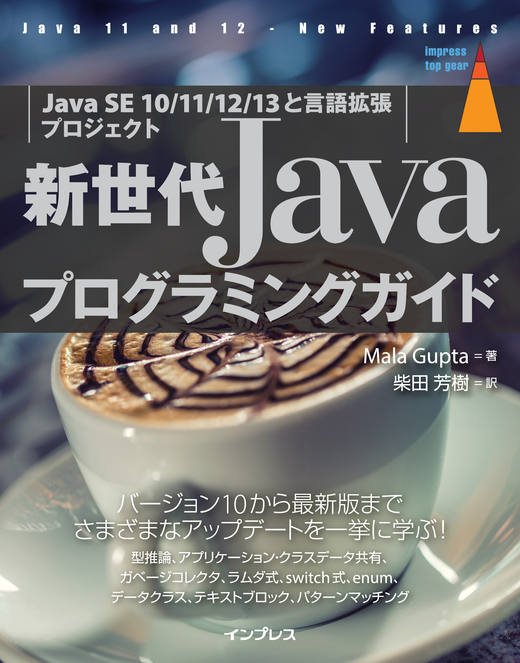 Java 11 and 12 - New Features
impress
top gear
Java SE 10/11/12/13と言語拡張
プロジェクト
新世代Java
プログラミングガイド
Mala Gupta=著
柴田 芳樹=訳
バージョン10から最新版まで
さまざまなアップデートを一挙に学ぶ!
型推論、アプリケーション・クラスデータ共有、
ガベージコレクタ、ラムダ式、switch式、enum、
データクラス、テキストブロック、パターンマッチング
インプレス